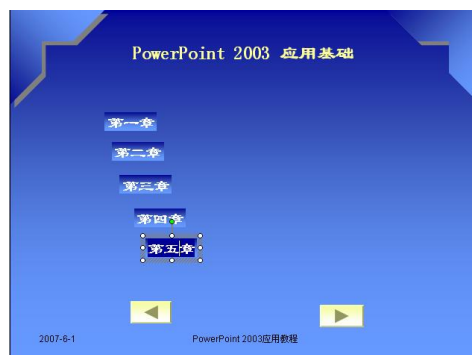 PowerPoint 2003 应用基础
第一章
第二章
第三章
第四章
第五章
2007-6-1
PowerPoint 2003应用教程